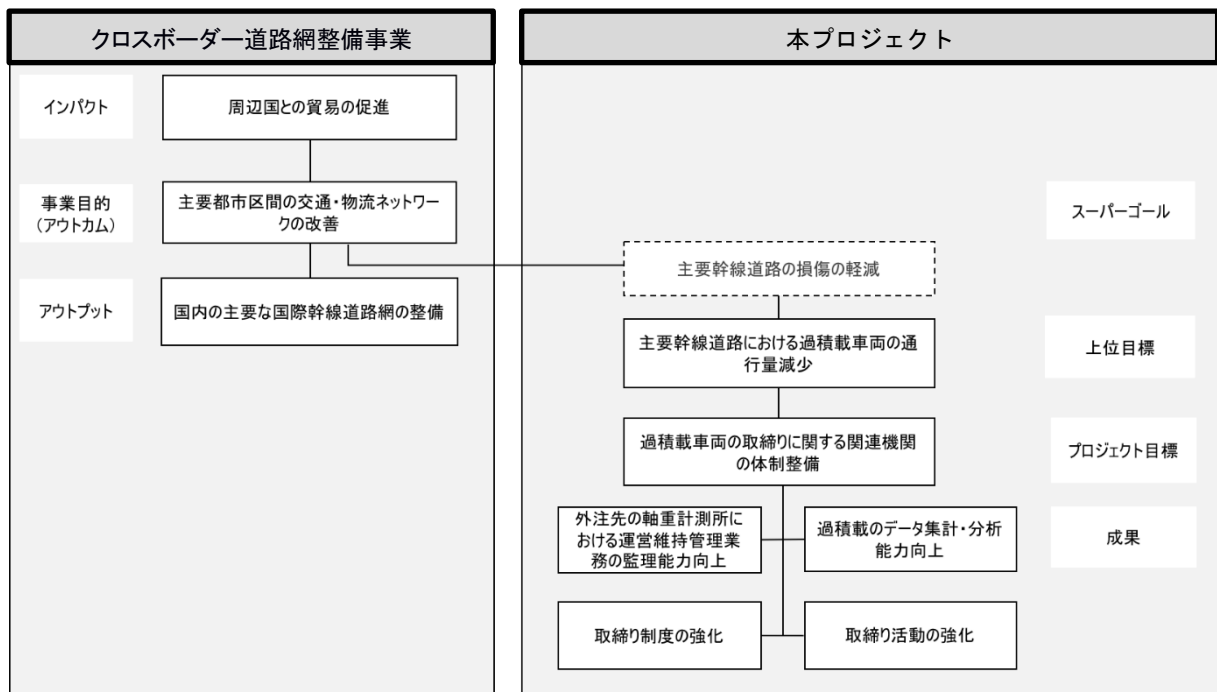 クロスボーダー道路網整備事業
インパクト
周辺国との貿易の促進
事業目的
（アウトカム）
主要都市区間の交通・物流ネットワー
クの改善
アウトプット
国内の主要な国際幹線道路網の整備
本プロジェクト
スーパーゴール
主要幹線道路の損傷の軽減
主要幹線道路における過積載車両の通
行量減少
上位目標
過積載車両の取締りに関する関連機関
の体制整備
プロジェクト目標
外注先の軸重計測所に
おける運営維持管理業
務の監理能力向上
過積載のデータ集計・分析
能力向上
成果
取締り制度の強化
取締り活動の強化